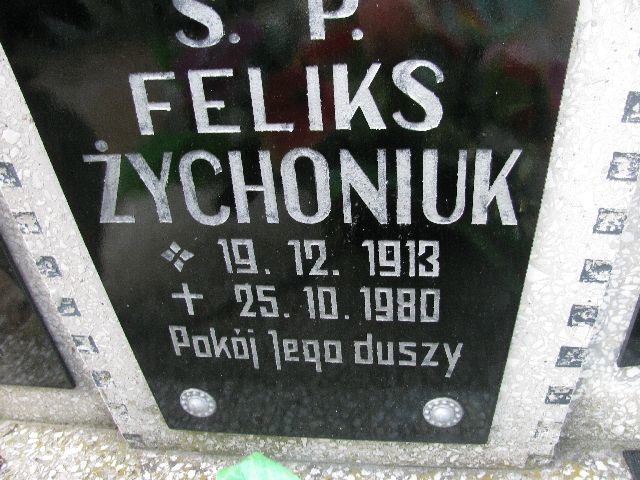 Ś. P.
FELIKS
ŻYCHONIUK
19. 12. 1913
25. 10. 1980
Pokój Jego duszy